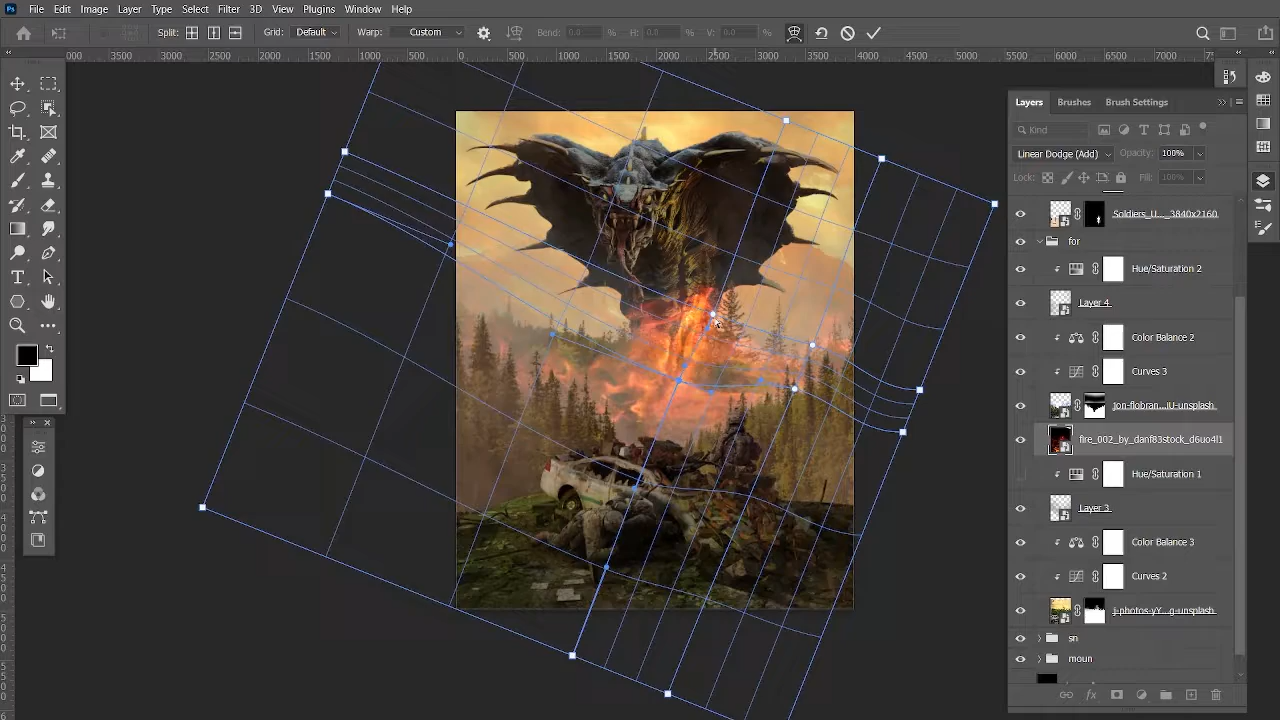 Ps File Edit Image Layer Type Select Filter 3D View Plugins Window Help
Split: Grid: Default Warp: Custom Bend: 0.0 % H: 0.0 % V: 0.0 %
000 3500 3000 2500 2000 1500 1000 500 0 500 1000 1500 2000 2500 3000 3500 4000 4500 5000 5500 6000 6500 7000
Layers Brushes Brush Settings
Kind
Linear Dodge (Add) Opacity: 100%
Lock: Fill: 100%
Soldiers_U..._3840x2160
for
Hue/Saturation 2
Layer 4
Color Balance 2
Curves 3
jon-flobran...IU-unsplash
fire_002_by_danf83stock_d6uo4l1
Hue/Saturation 1
Layer 3
Color Balance 3
Curves 2
j-photos-yY...g-unsplash
sn
moun
fx